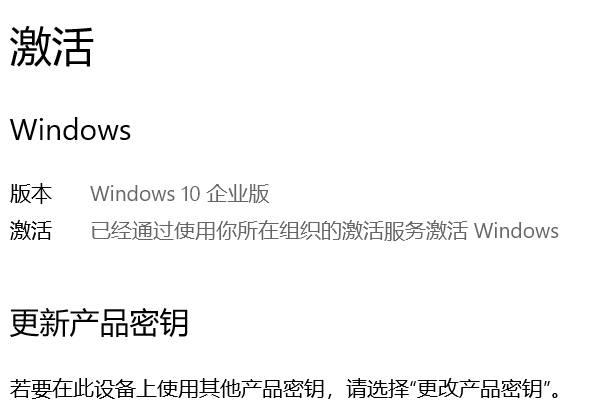 激活
Windows
版本 Windows 10 企业版
激活 已经通过使用你所在组织的激活服务激活 Windows
更新产品密钥
若要在此设备上使用其他产品密钥，请选择“更改产品密钥”。